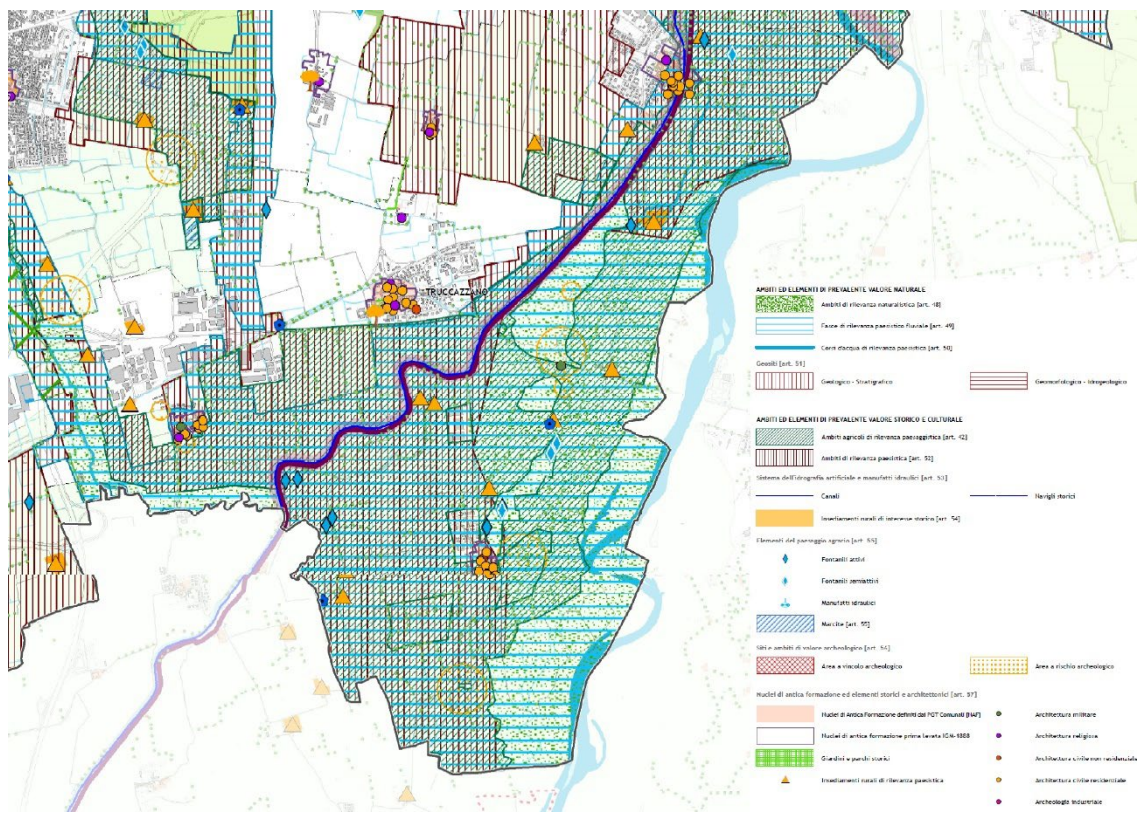 TRUCCAZZANO
AMBITI ED ELEMENTI DI PREVALENTE VALORE NATURALE
Ambiti di rilevanza naturalistica [art. 48]
Fasce di rilevanza paesistico fluviale [art. 49]
Corsi d'acqua di rilevanza paesistica [art. 50]
Geositi [art. 51]
Geologico - Stratigrafico
Geomorfologico - Idrogeologico
AMBITI ED ELEMENTI DI PREVALENTE VALORE STORICO E CULTURALE
Ambiti agricoli di rilevanza paesaggistica [art. 42]
Ambiti di rilevanza paesistica [art. 52]
Sistema dell'idrografia artificiale e manufatti idraulici [art. 53]
Canali
Navigli storici
Insediamenti rurali di interesse storico [art. 54]
Elementi del paesaggio agrario [art. 55]
Fontanili attivi
Fontanili semiattivi
Manufatti idraulici
Marcite [art. 55]
Siti e ambiti di valore archeologico [art. 56]
Area a vincolo archeologico
Area a rischio archeologico
Nuclei di antica formazione ed elementi storici e architettonici [art. 57]
Nuclei di Antica Formazione definiti dai PGT Comunali [NAF]
Architettura militare
Nuclei di antica formazione prima levata IGM-1888
Architettura religiosa
Giardini e parchi storici
Architettura civile non residenziale
Insediamenti rurali di rilevanza paesistica
Architettura civile residenziale
Archeologia industriale